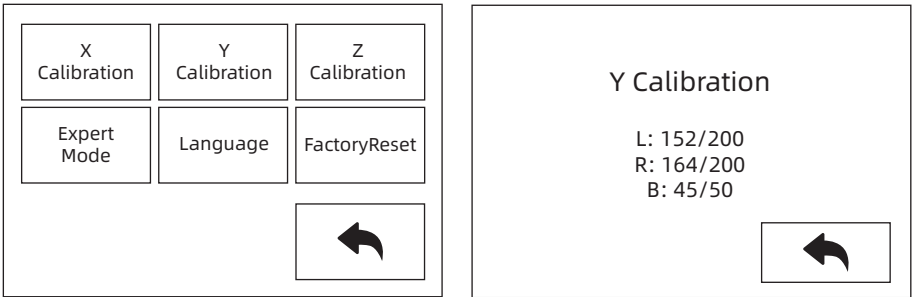 X
Calibration
Y
Calibration
Z
Calibration
Expert
Mode
Language
FactoryReset
Y Calibration
L: 152/200
R: 164/200
B: 45/50